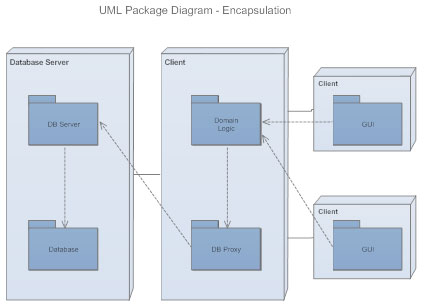 UML Package Diagram - Encapsulation
Database Server
DB Server
Database
Client
Domain
Logic
DB Proxy
Client
GUI
Client
GUI